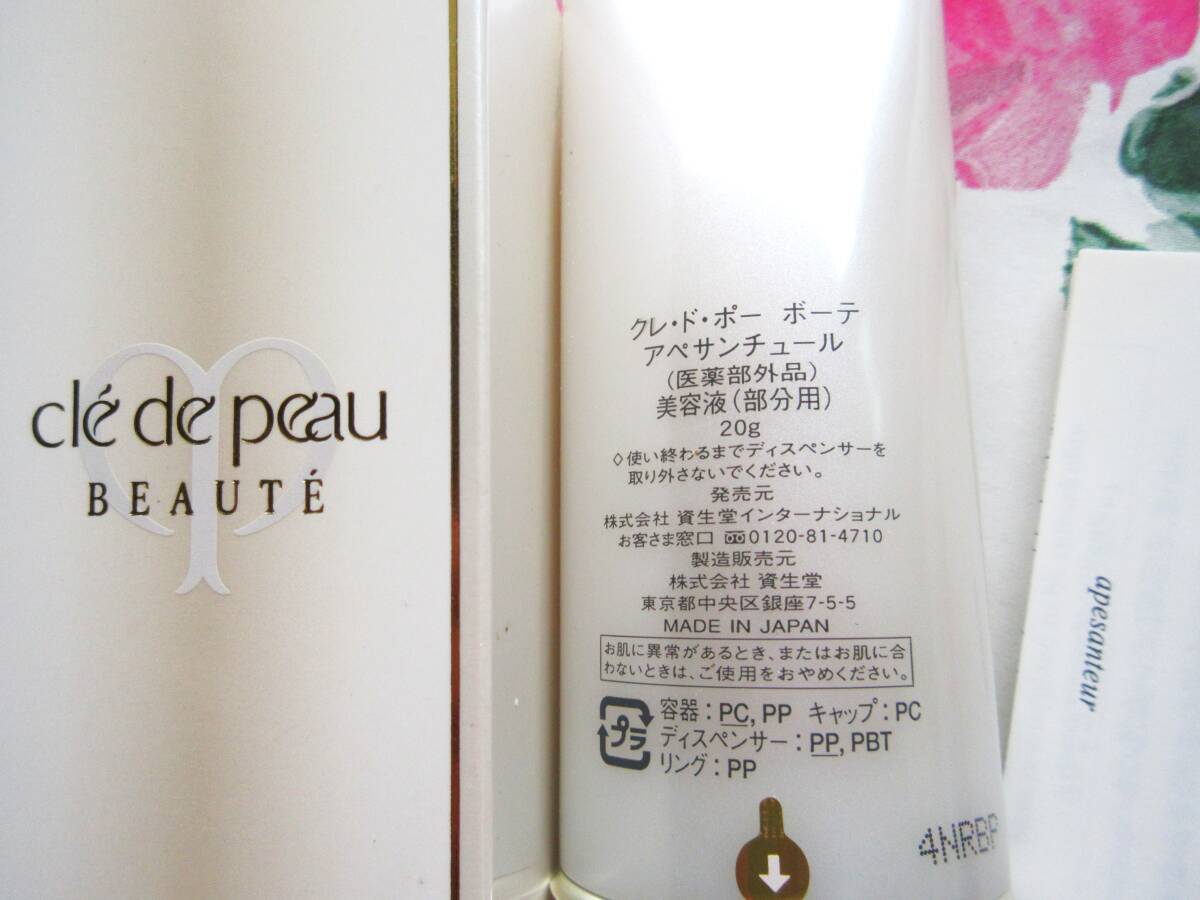 clé de peau
BEAUTÉ
クレ・ド・ポー ボーテ
アペサンチュール
(医薬部外品)
美容液(部分用)
20g
◇使い終わるまでディスペンサーを
取り外さないでください。
発売元
株式会社 資生堂インターナショナル
お客さま窓口 0120-81-4710
製造販売元
株式会社 資生堂
東京都中央区銀座7-5-5
MADE IN JAPAN
お肌に異常があるとき、またはお肌に合
わないときは、ご使用をおやめください。
プラ
容器:PC, PP キャップ:PC
ディスペンサー:PP, PBT
リング:PP
4NRBP
apesanteur